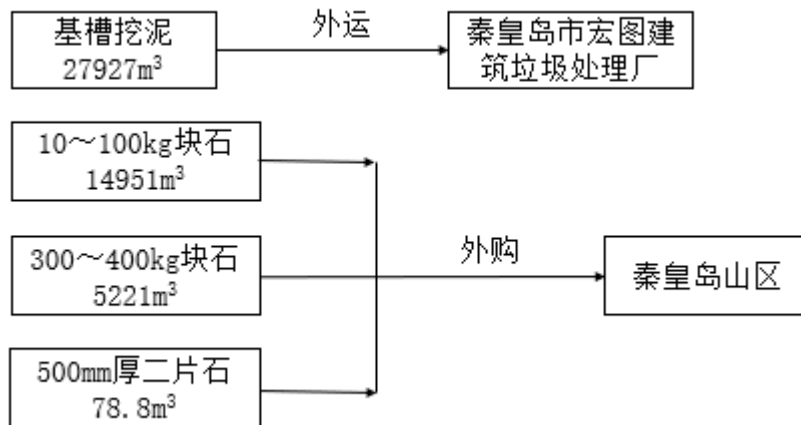 基槽挖泥
27927m³
外运
秦皇岛市宏图建
筑垃圾处理厂
10～100kg块石
14951m³
300～400kg块石
5221m³
外购
秦皇岛山区
500mm厚二片石
78.8m³